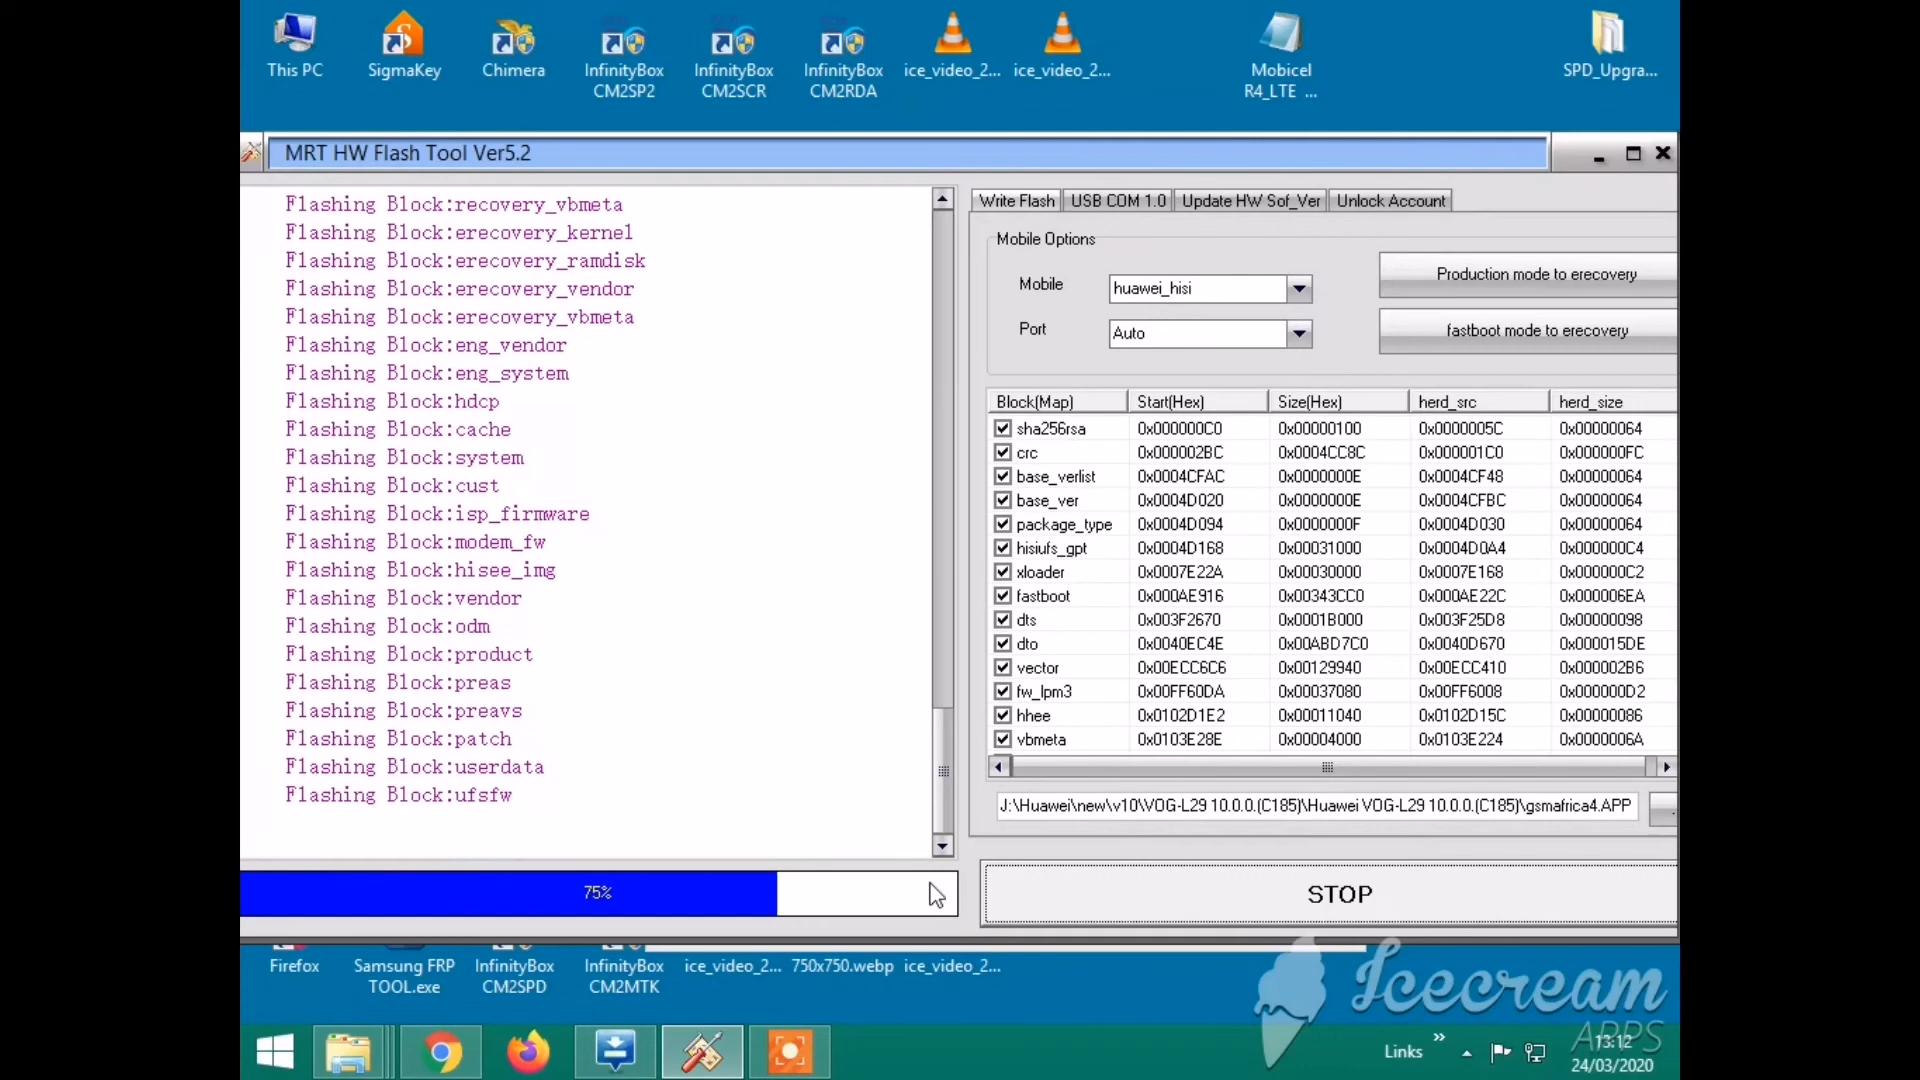 This PC
SigmaKey
Chimera
InfinityBox CM2SP2
InfinityBox CM2SCR
InfinityBox CM2RDA
ice_video_2...
ice_video_2...
Mobicel R4_LTE ...
SPD_Upgra...
MRT HW Flash Tool Ver5.2
Flashing Block:recovery_vbmeta
Flashing Block:erecovery_kernel
Flashing Block:erecovery_ramdisk
Flashing Block:erecovery_vendor
Flashing Block:erecovery_vbmeta
Flashing Block:eng_vendor
Flashing Block:eng_system
Flashing Block:hdcp
Flashing Block:cache
Flashing Block:system
Flashing Block:cust
Flashing Block:isp_firmware
Flashing Block:modem_fw
Flashing Block:hisee_img
Flashing Block:vendor
Flashing Block:odm
Flashing Block:product
Flashing Block:preas
Flashing Block:preavs
Flashing Block:patch
Flashing Block:userdata
Flashing Block:ufsfw
75%
Write Flash USB COM 1.0 Update HW Sof_Ver Unlock Account
Mobile Options
Mobile huawei_hisi Production mode to erecovery
Port Auto fastboot mode to erecovery
Block(Map) Start(Hex) Size(Hex) herd_src herd_size
sha256rsa 0x000000C0 0x00000100 0x0000005C 0x00000064
crc 0x000002BC 0x0004CC8C 0x000001C0 0x000000FC
base_verlist 0x0004CFAC 0x0000000E 0x0004CF48 0x00000064
base_ver 0x0004D020 0x0000000E 0x0004CFBC 0x00000064
package_type 0x0004D094 0x0000000F 0x0004D030 0x00000064
hisiufs_gpt 0x0004D168 0x00031000 0x0004D0A4 0x000000C4
xloader 0x0007E22A 0x00030000 0x0007E168 0x000000C2
fastboot 0x000AE916 0x00343CC0 0x000AE22C 0x000006EA
dts 0x003F2670 0x0001B000 0x003F25D8 0x00000098
dto 0x0040EC4E 0x00ABD7C0 0x0040D670 0x000015DE
vector 0x00ECC6C6 0x00129940 0x00ECC410 0x000002B6
fw_lpm3 0x00FF60DA 0x00037080 0x00FF6008 0x000000D2
hhee 0x0102D1E2 0x00011040 0x0102D15C 0x00000086
vbmeta 0x0103E28E 0x00004000 0x0103E224 0x0000006A
J:\Huawei\new\v10\VOG-L29 10.0.0.(C185)\Huawei VOG-L29 10.0.0.(C185)\gsmafrica4.APP
STOP
Firefox
Samsung FRP TOOL.exe
InfinityBox CM2SPD
InfinityBox CM2MTK
ice_video_2...
750x750.webp
ice_video_2...
Icecream
APPS
Links
13:12
24/03/2020